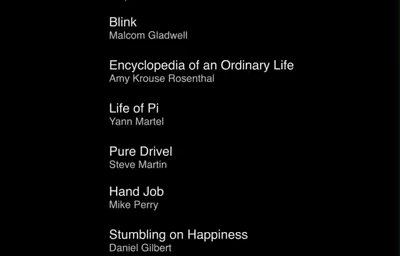 Blink
Malcom Gladwell
Encyclopedia of an Ordinary Life
Amy Krouse Rosenthal
Life of Pi
Yann Martel
Pure Drivel
Steve Martin
Hand Job
Mike Perry
Stumbling on Happiness
Daniel Gilbert